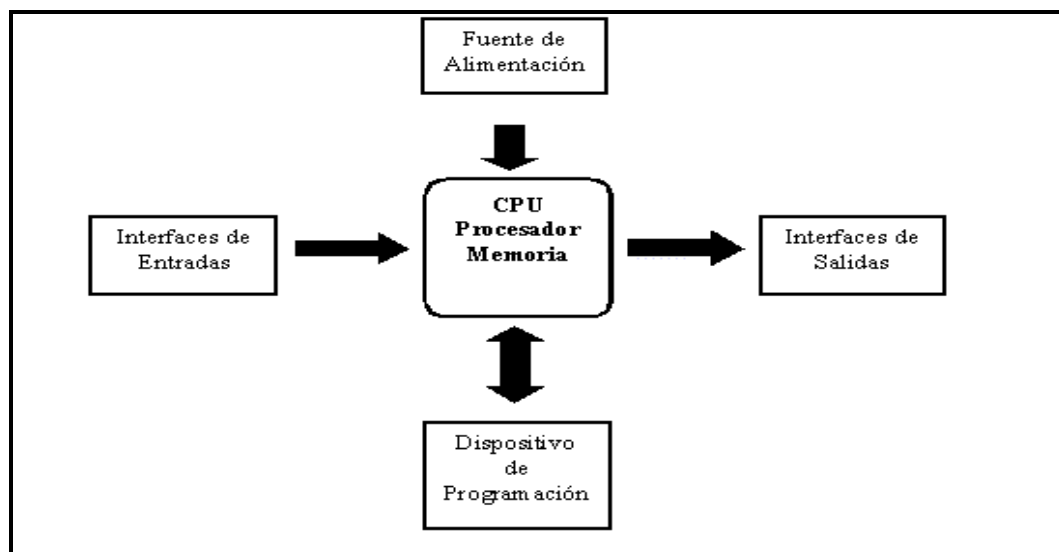 Fuente de
Alimentación
CPU
Procesador
Memoria
Interfaces de
Entradas
Interfaces de
Salidas
Dispositivo
de
Programación